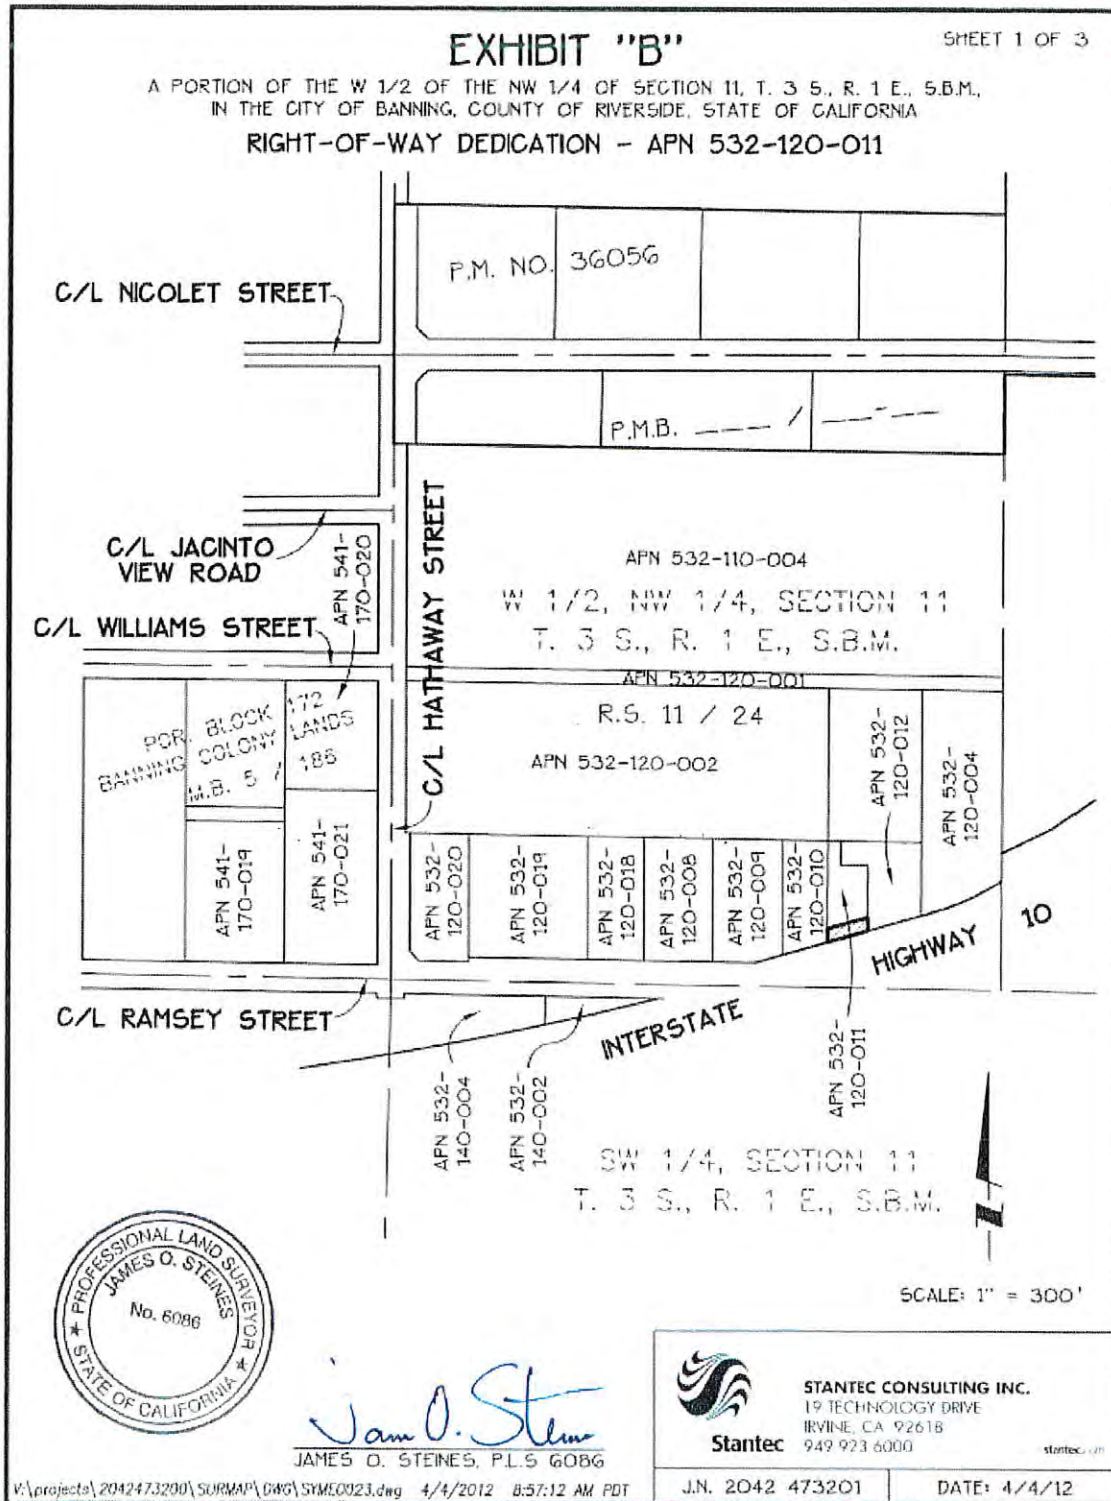 EXHIBIT "B"
SHEET 1 OF 3
A PORTION OF THE W 1/2 OF THE NW 1/4 OF SECTION 11, T. 3 S., R. 1 E., S.B.M.,
IN THE CITY OF BANNING, COUNTY OF RIVERSIDE, STATE OF CALIFORNIA
RIGHT-OF-WAY DEDICATION - APN 532-120-011
P.M. NO. 36056
C/L NICOLET STREET
P.M.B. ___ / ___-___
C/L JACINTO
VIEW ROAD
APN 541-
170-020
C/L HATHAWAY STREET
APN 532-110-004
W 1/2, NW 1/4, SECTION 11
T. 3 S., R. 1 E., S.B.M.
C/L WILLIAMS STREET
APN 532-120-001
R.S. 11 / 24
APN 532-120-002
POR. BLOCK 172
BANNING COLONY LANDS
M.B. 5 / 186
APN 532-
120-012
APN 532-
120-004
APN 541-
170-019
APN 541-
170-021
APN 532-
120-020
APN 532-
120-019
APN 532-
120-018
APN 532-
120-008
APN 532-
120-009
APN 532-
120-010
INTERSTATE HIGHWAY 10
C/L RAMSEY STREET
APN 532-
140-004
APN 532-
140-002
APN 532-
120-011
SW 1/4, SECTION 11
T. 3 S., R. 1 E., S.B.M.
SCALE: 1" = 300'
PROFESSIONAL LAND SURVEYOR
JAMES O. STEINES
No. 6086
STATE OF CALIFORNIA
JAMES O. STEINES, P.L.S 6086
Stantec
STANTEC CONSULTING INC.
19 TECHNOLOGY DRIVE
IRVINE, CA 92618
949 923 6000
stantec.com
V:\projects\2042473200\SURMAP\DWG\SYMEO023.dwg 4/4/2012 8:57:12 AM PDT
J.N. 2042 473201
DATE: 4/4/12